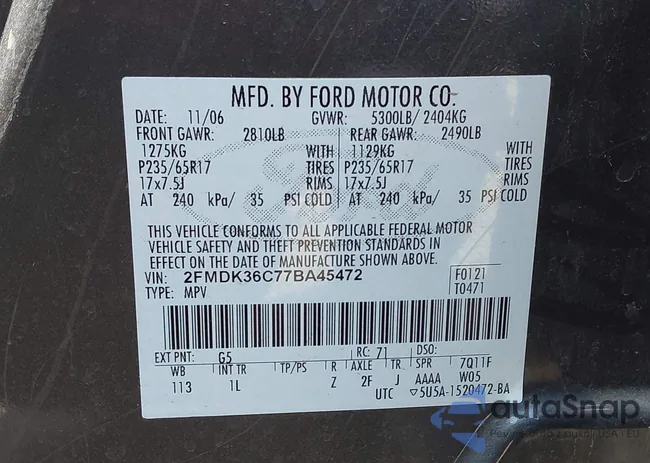 MFD. BY FORD MOTOR CO.
DATE: 11/06 GVWR: 5300LB/ 2404KG
FRONT GAWR: 2810LB REAR GAWR: 2490LB
1275KG WITH 1129KG WITH
P235/65R17 TIRES P235/65R17 TIRES
17x7.5J RIMS 17x7.5J RIMS
AT 240 kPa/ 35 PSI COLD AT 240 kPa/ 35 PSI COLD
THIS VEHICLE CONFORMS TO ALL APPLICABLE FEDERAL MOTOR
VEHICLE SAFETY AND THEFT PREVENTION STANDARDS IN
EFFECT ON THE DATE OF MANUFACTURE SHOWN ABOVE.
VIN: 2FMDK36C77BA45472 F0121
TYPE: MPV T0471
EXT PNT: G5 RC: 71 DSO:
WB INT TR TP/PS R AXLE TR SPR 7Q11F
113 1L Z 2F J AAAA W05
UTC ▽5U5A-1520472-BA
autoSnap